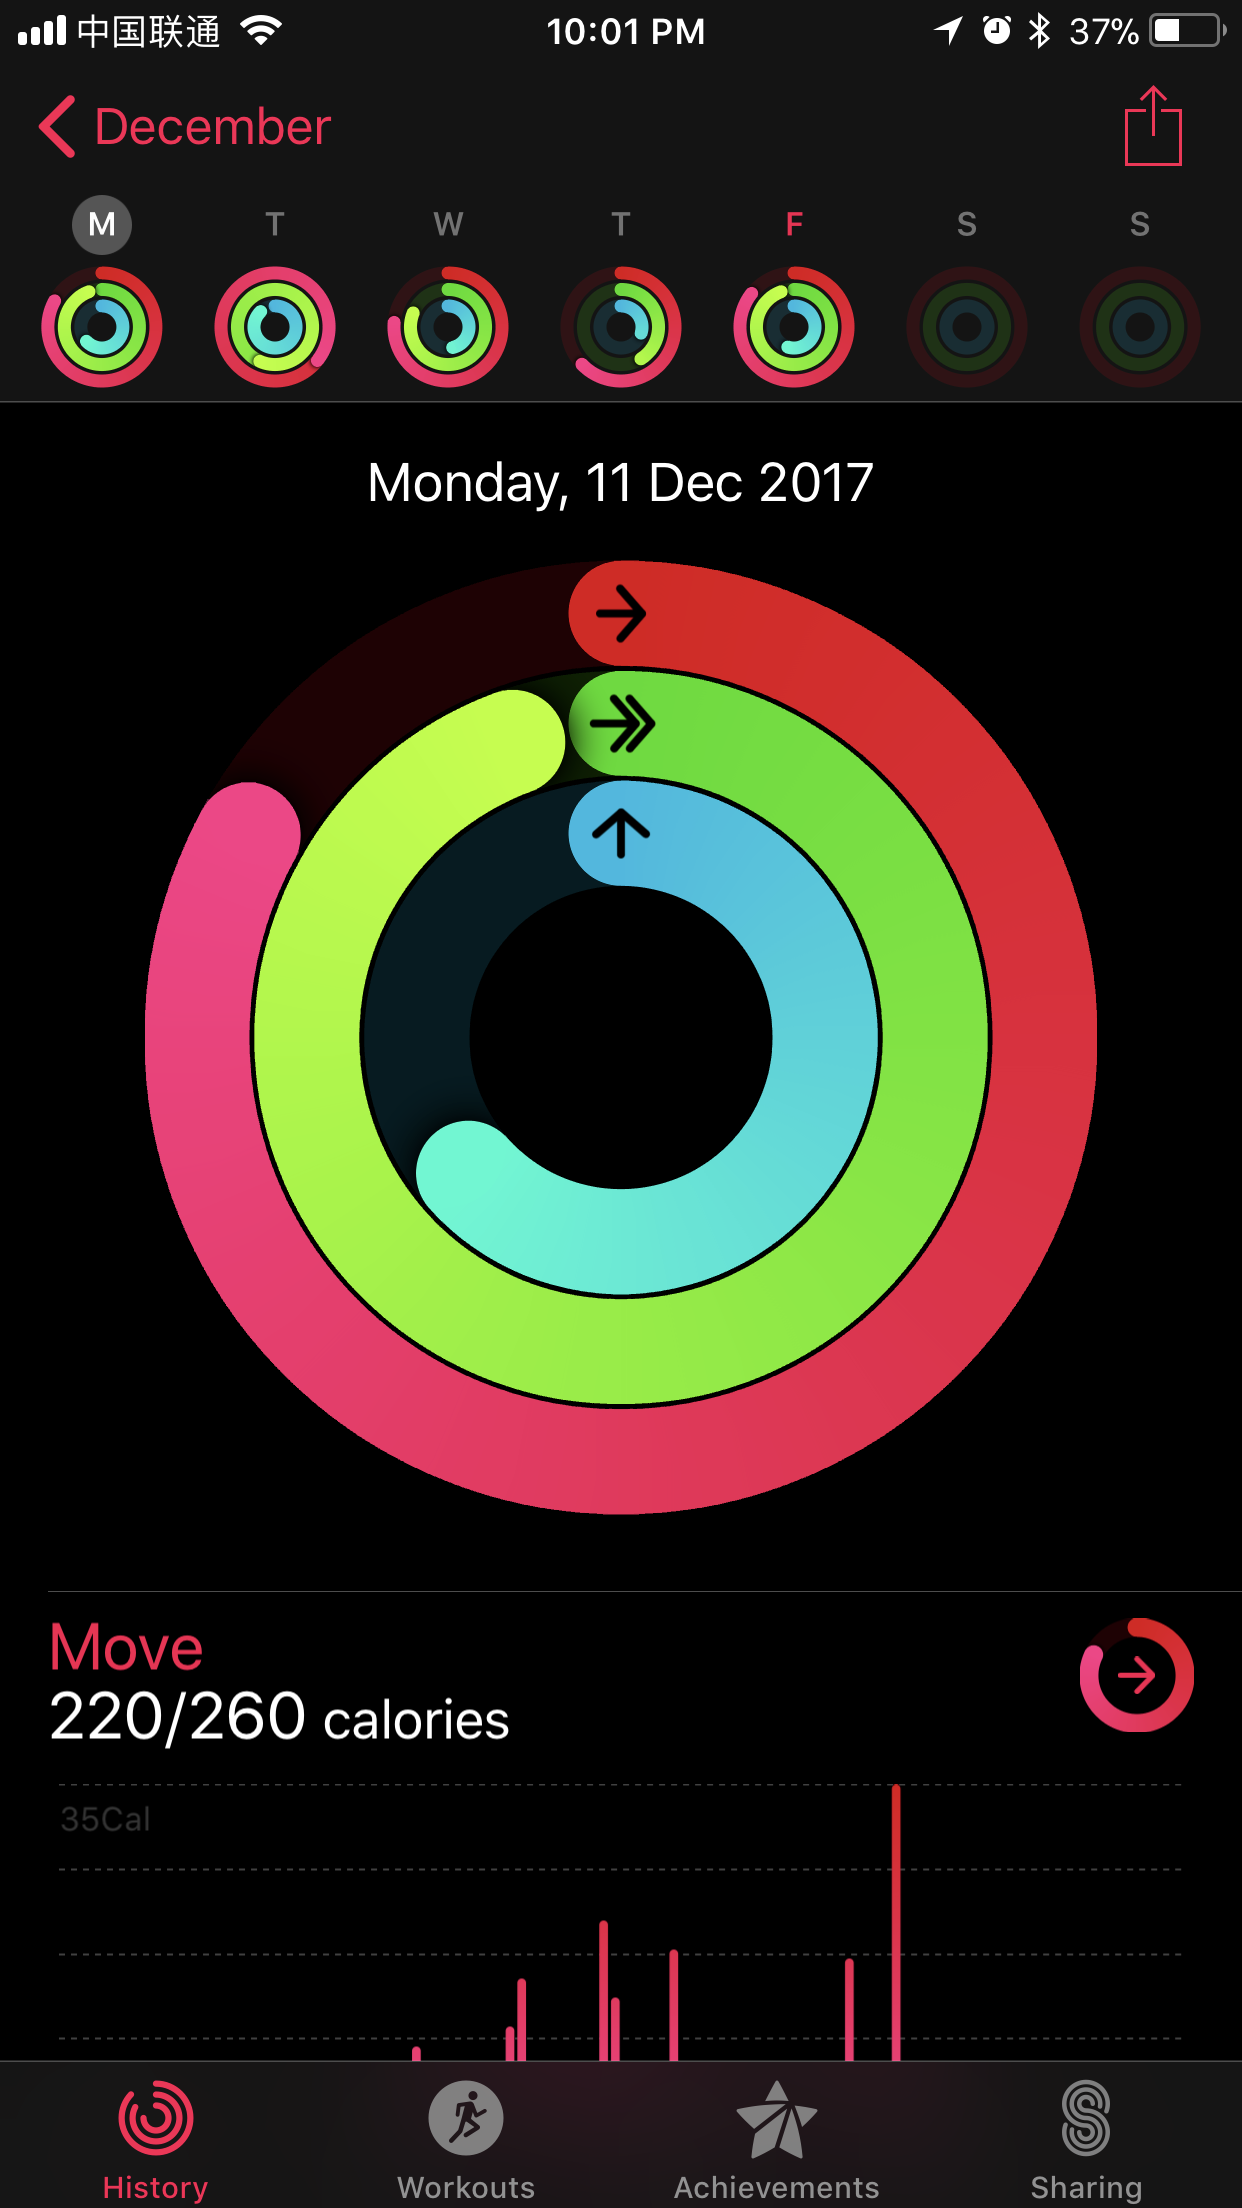 中国联通 10:01 PM 37%
December
M T W T F S S
Monday, 11 Dec 2017
Move
220/260 calories
35Cal
History Workouts Achievements Sharing